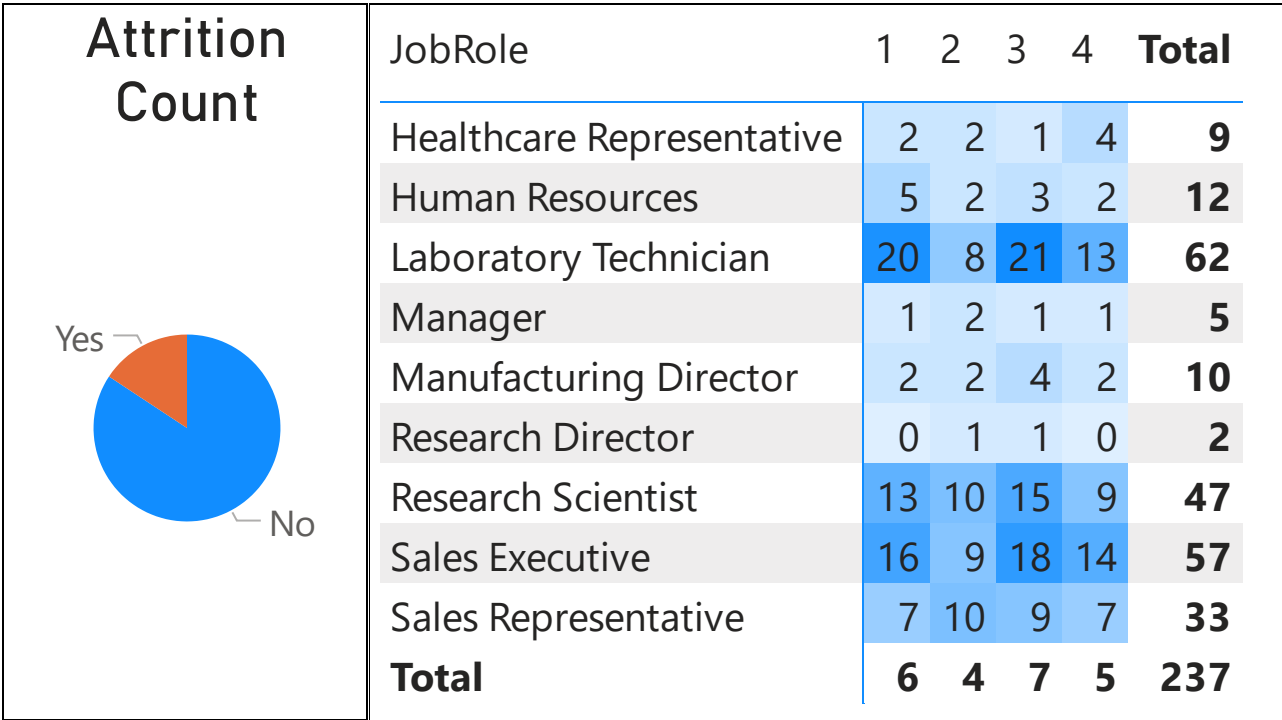 Attrition
Count
Yes
No
JobRole 1 2 3 4 Total
Healthcare Representative 2 2 1 4 9
Human Resources 5 2 3 2 12
Laboratory Technician 20 8 21 13 62
Manager 1 2 1 1 5
Manufacturing Director 2 2 4 2 10
Research Director 0 1 1 0 2
Research Scientist 13 10 15 9 47
Sales Executive 16 9 18 14 57
Sales Representative 7 10 9 7 33
Total 6 4 7 5 237